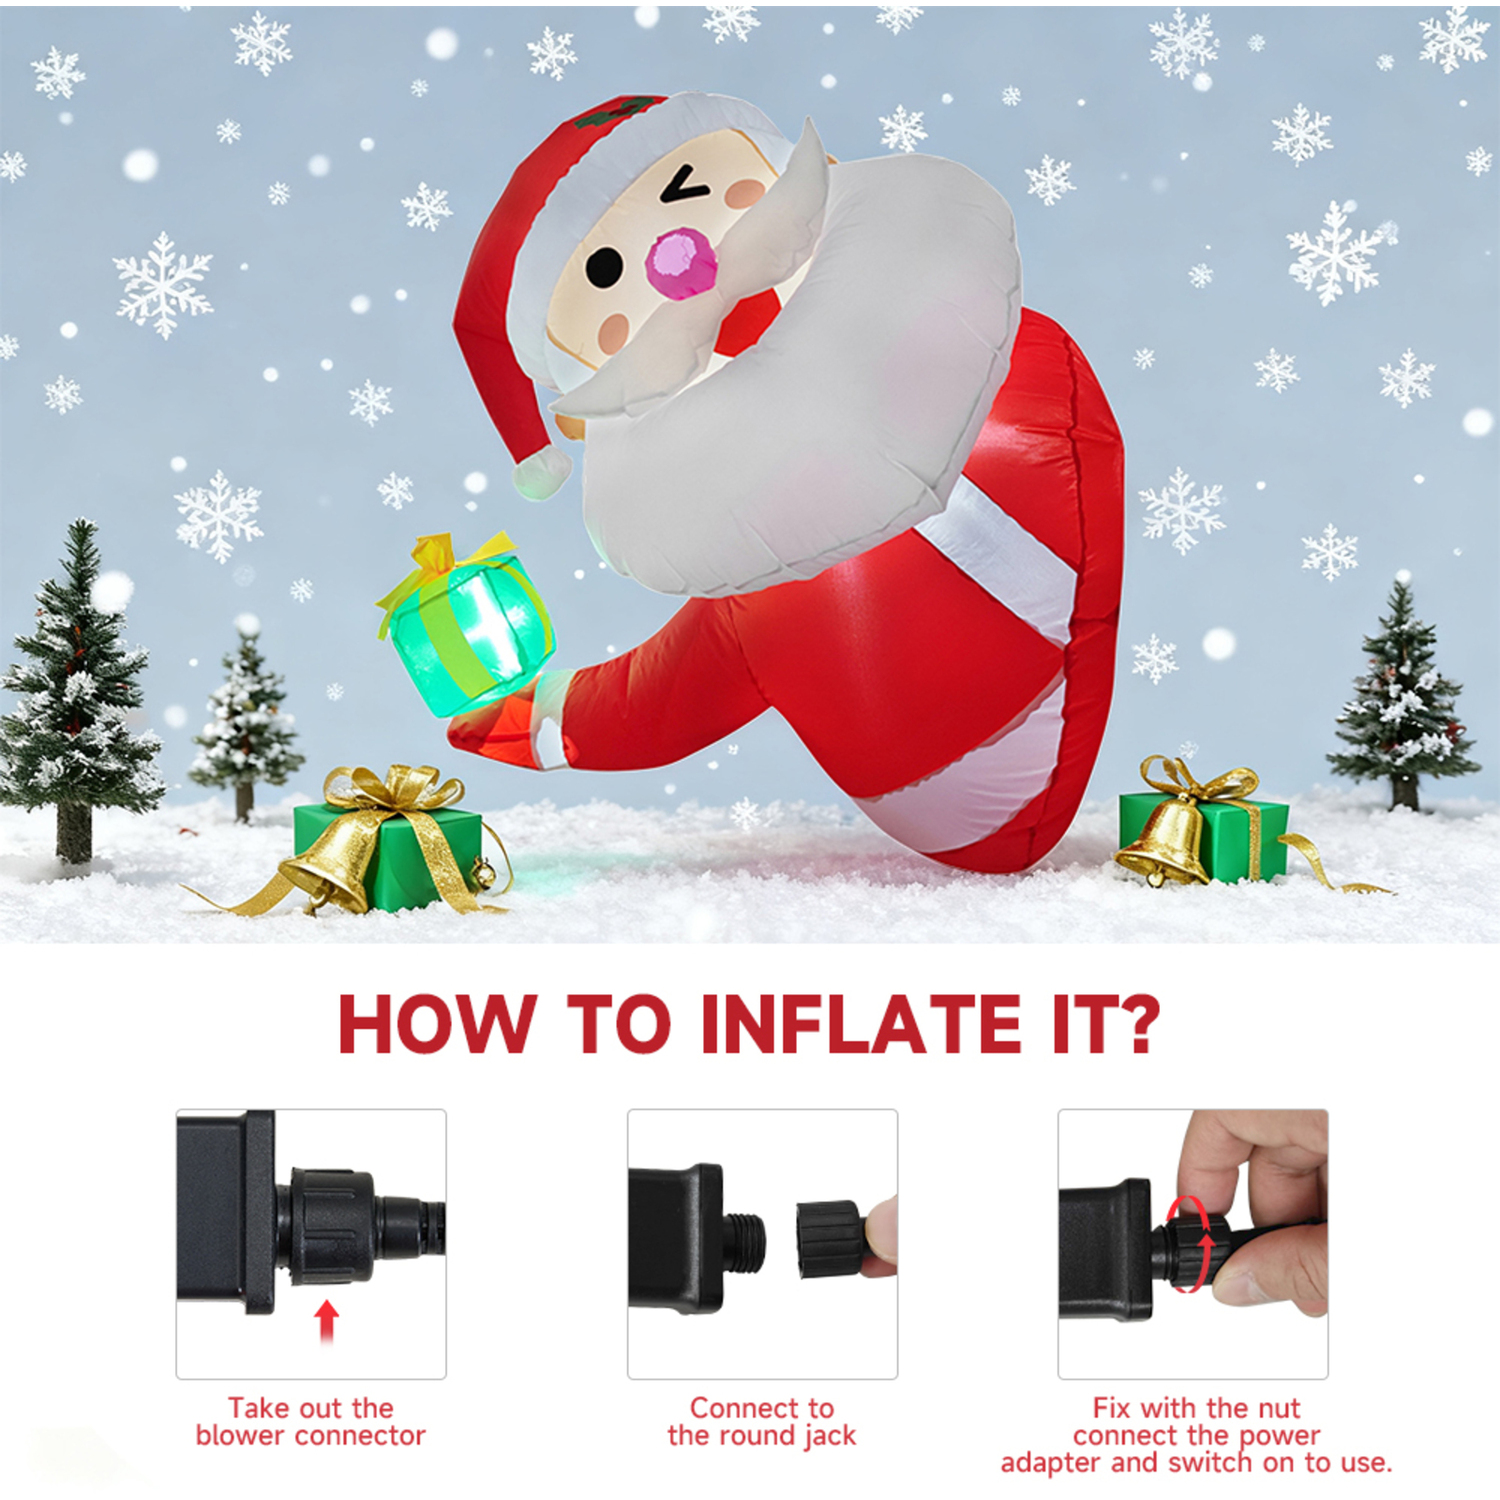 HOW TO INFLATE IT?
Take out the
blower connector
Connect to
the round jack
Fix with the nut
connect the power
adapter and switch on to use.